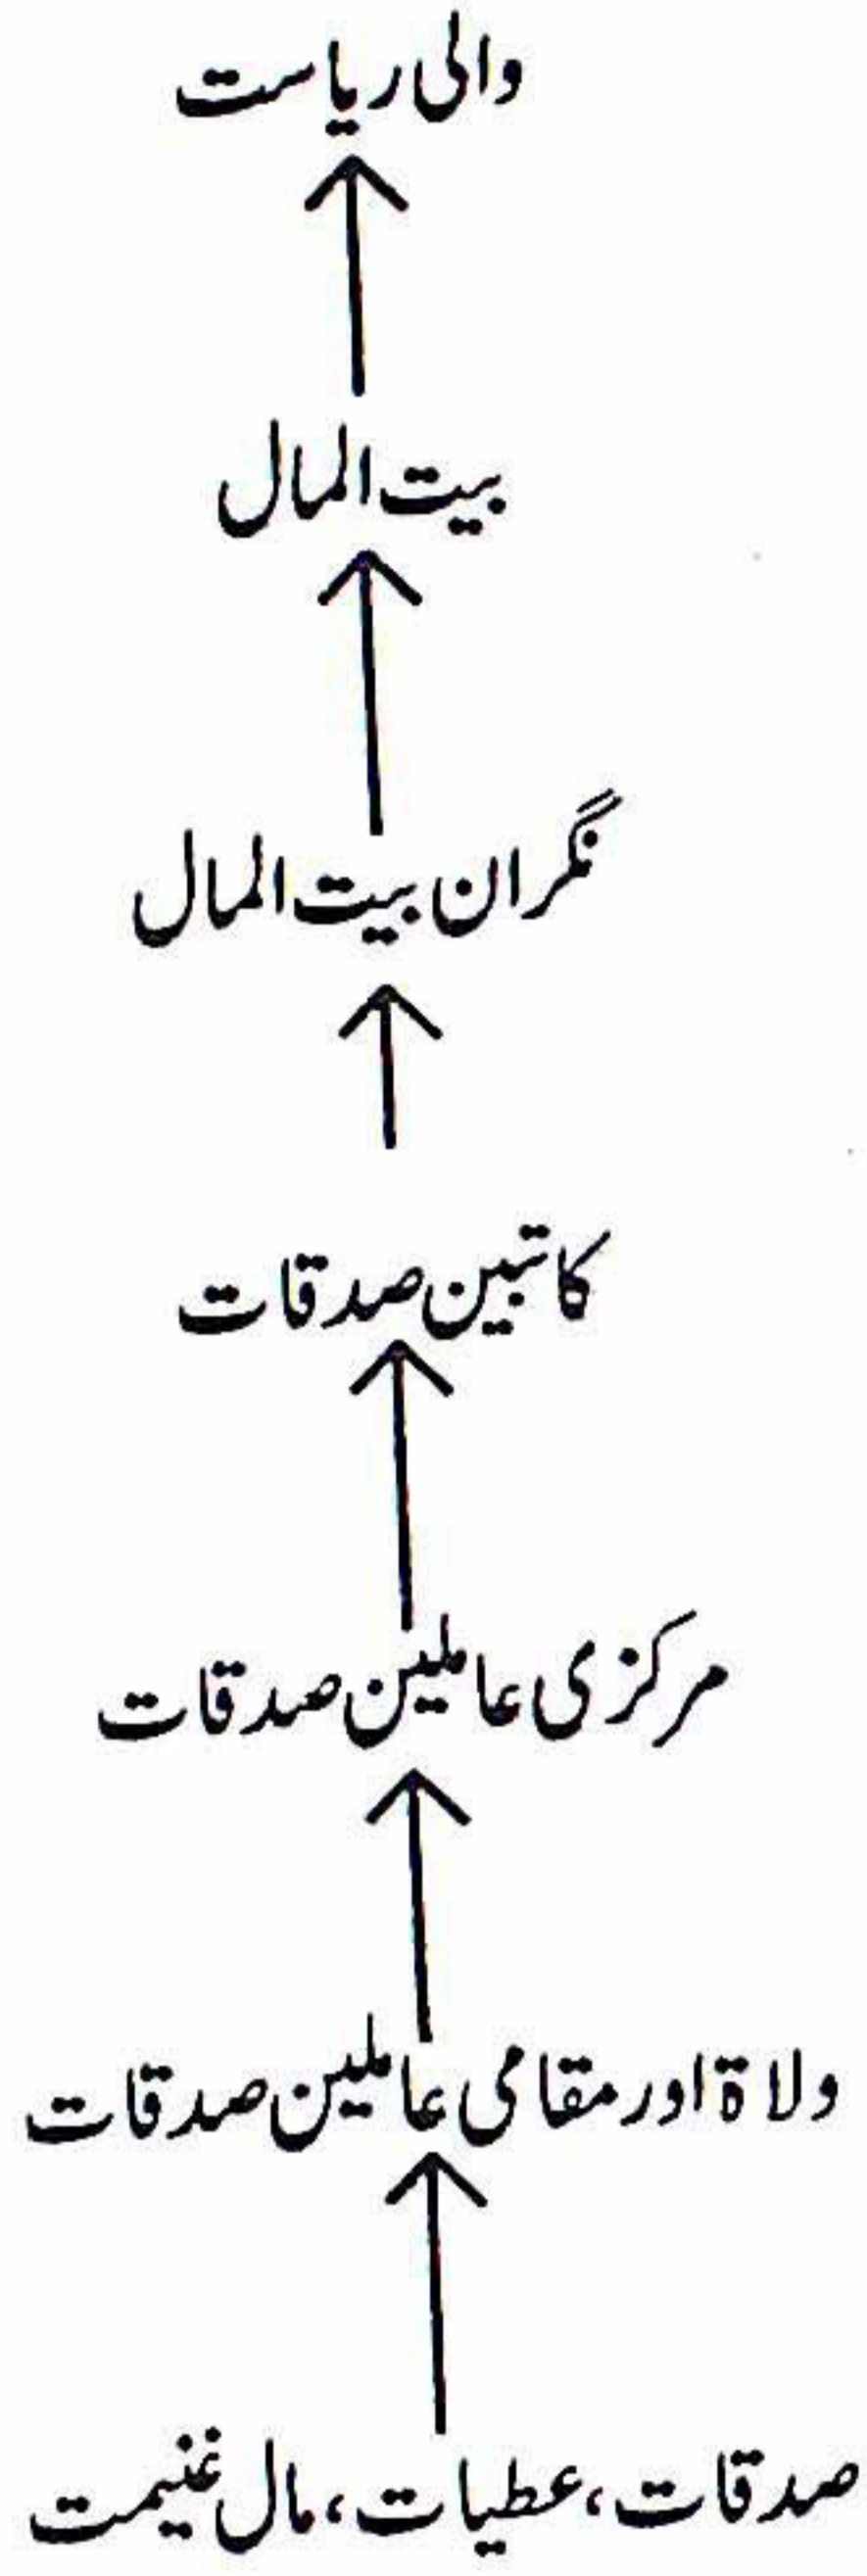 والی ریاست
بیت المال
نگران بیت المال
کاتبین صدقات
مرکزی عاملین صدقات
ولاۃ اور مقامی عاملین صدقات
صدقات، عطیات، مال غنیمت